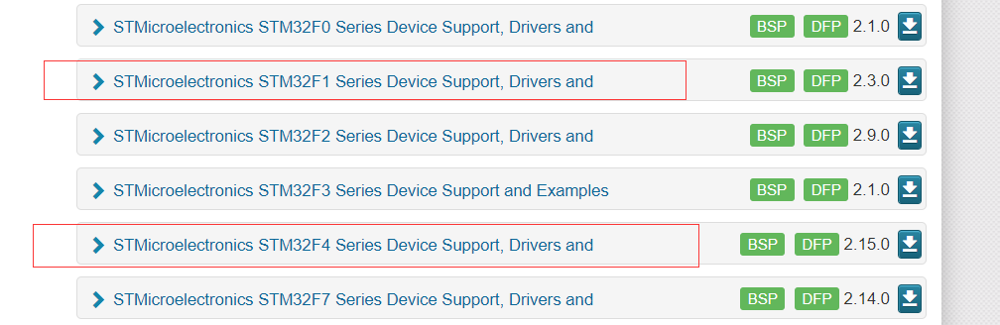 STMicroelectronics STM32F0 Series Device Support, Drivers and BSP DFP 2.1.0
STMicroelectronics STM32F1 Series Device Support, Drivers and BSP DFP 2.3.0
STMicroelectronics STM32F2 Series Device Support, Drivers and BSP DFP 2.9.0
STMicroelectronics STM32F3 Series Device Support and Examples BSP DFP 2.1.0
STMicroelectronics STM32F4 Series Device Support, Drivers and BSP DFP 2.15.0
STMicroelectronics STM32F7 Series Device Support, Drivers and BSP DFP 2.14.0